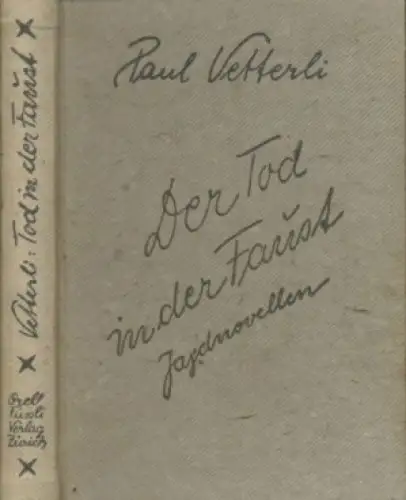 Paul Vetterli
Der Tod
in der Faust
Jagdnovellen
Vetterli: Tod in der Faust
Orell
Füssli
Verlag
Zürich